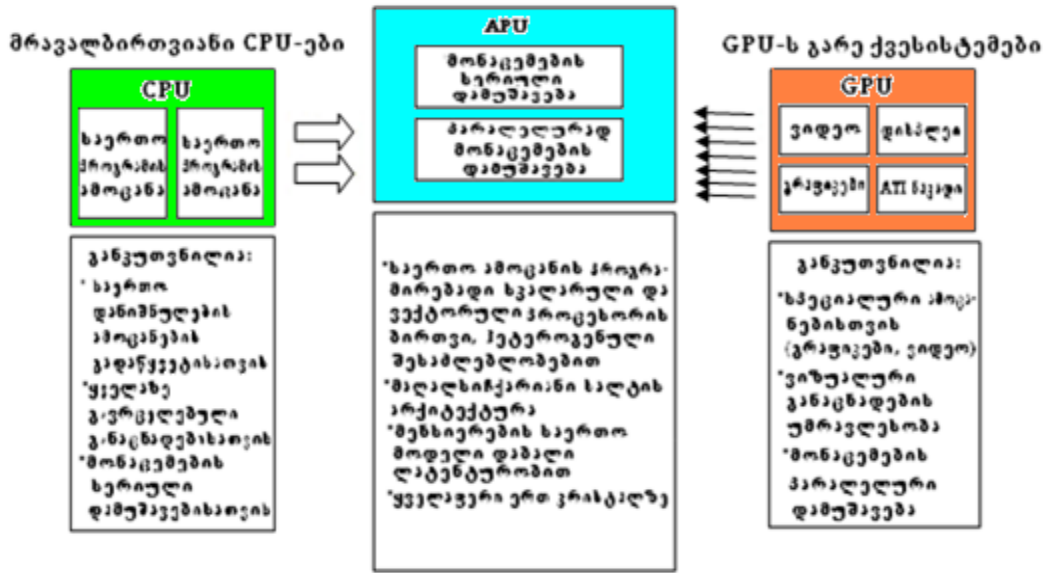 მრავალბირთვიანი CPU-ები
CPU
საერთო
პროგრამის
ამოცანა
საერთო
პროგრამის
ამოცანა
განკუთვნილია:
* საერთო
დანიშნულების
ამოცანების
გადაწყვეტისათვის
*ყველაზე
გავრცელებული
განაცხადებისათვის
*მონაცემების
სერიული
დამუშავებისათვის
APU
მონაცემების
სერიული
დამუშავება
პარალელურად
მონაცემების
დამუშავება
*საერთო ამოცანის პროგრა-
მირებადი სკალარული და
ვექტორული პროცესორის
ბირთვი, ჰეტეროგენული
შესაძლებლობებით
*მაღალსიჩქარიანი სალტის
არქიტექტურა
*მეხსიერების საერთო
მოდელი დაბალი
ლატენტურობით
*ყველაფერი ერთ კრისტალზე
GPU-ს გარე ქვესისტემები
GPU
ვიდეო
დისპლეი
გრაფიკები
ATI ნაკადი
განკუთვნილია:
*სპეციალური ამოცა-
ნებისთვის
(გრაფიკები, ვიდეო)
*ვიზუალური
განაცხადების
უმრავლესობა
*მონაცემების
პარალელური
დამუშავება